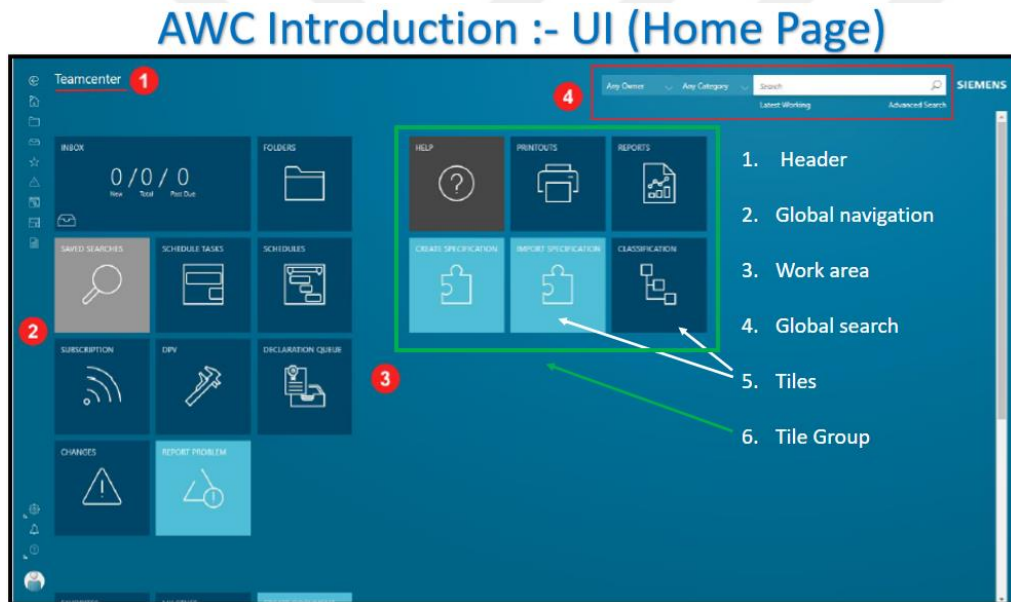 AWC Introduction :- UI (Home Page)
Teamcenter 1
4 Any Owner Any Category Search SIEMENS
Latest Working Advanced Search
INBOX FOLDERS HELP PRINTOUTS REPORTS
0 / 0 / 0
New Total Past Due
1. Header
2. Global navigation
SAVED SEARCHES SCHEDULE TASKS SCHEDULES CREATE SPECIFICATION IMPORT SPECIFICATION CLASSIFICATION
3. Work area
2
4. Global search
SUBSCRIPTION DPV DECLARATION QUEUE
3
5. Tiles
6. Tile Group
CHANGES REPORT PROBLEM